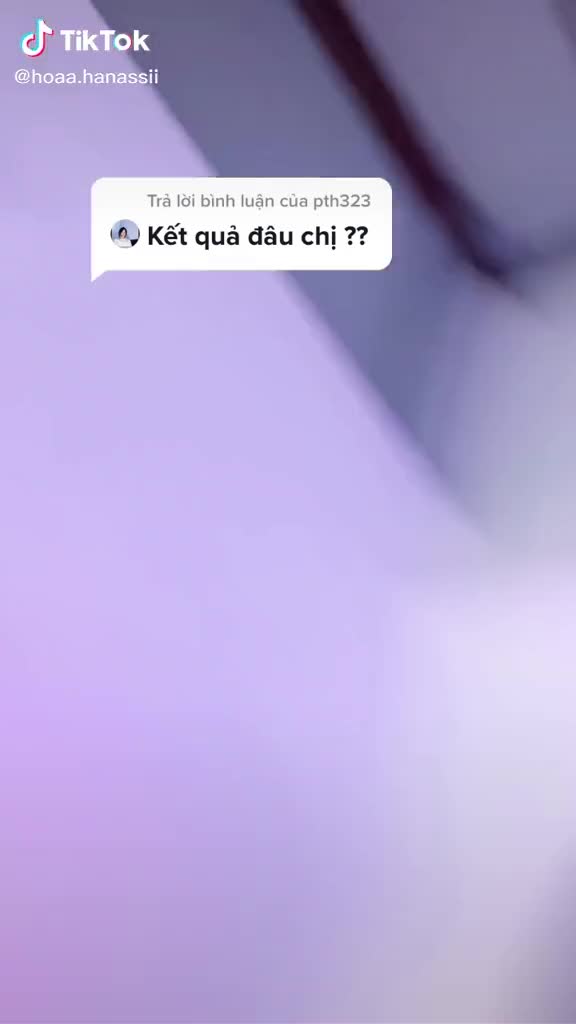 TikTok
@hoaa.hanassii
Trả lời bình luận của pth323
Kết quả đâu chị ??